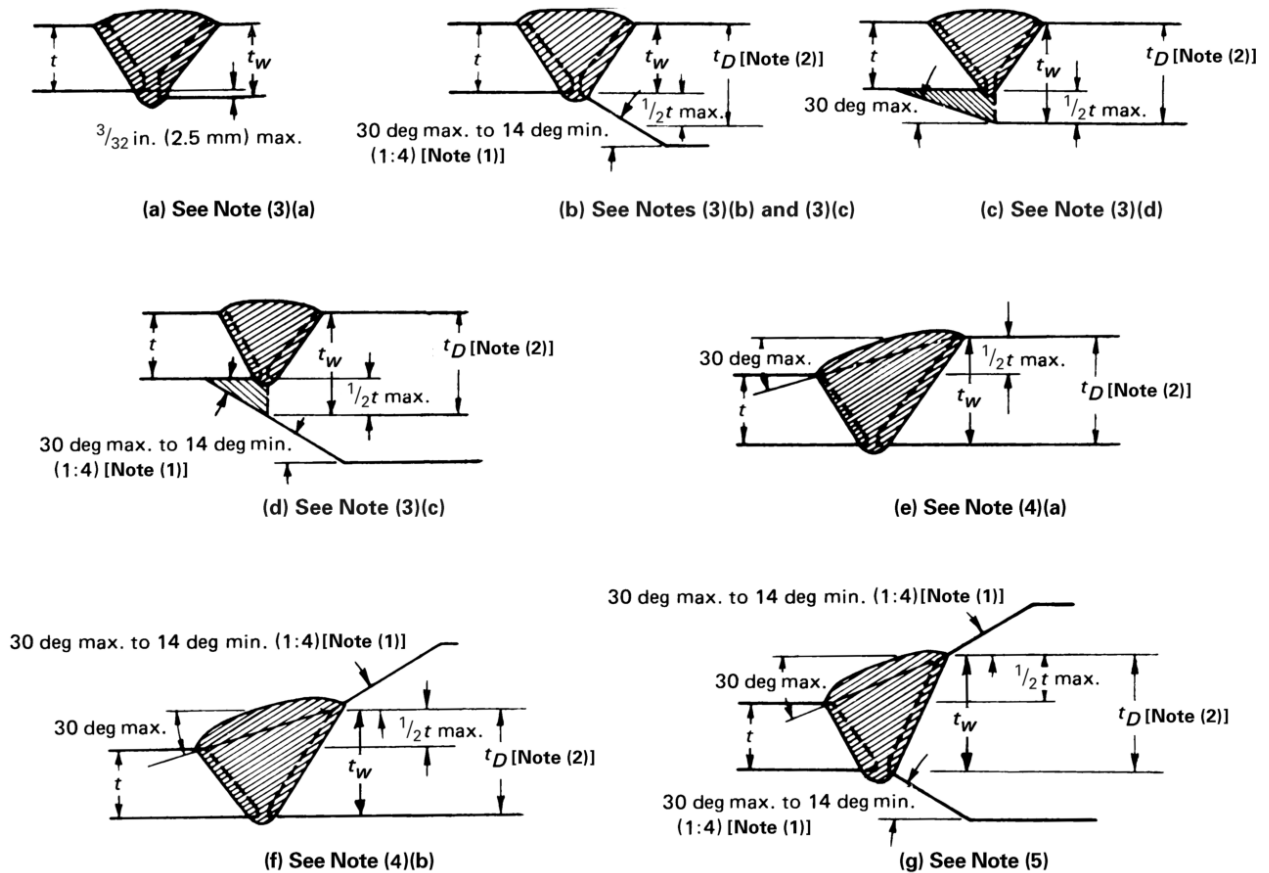 t
t_W
3/32 in. (2.5 mm) max.
(a) See Note (3)(a)
t
t_W
t_D [Note (2)]
1/2 t max.
30 deg max. to 14 deg min.
(1:4) [Note (1)]
(b) See Notes (3)(b) and (3)(c)
t
t_W
t_D [Note (2)]
30 deg max.
1/2 t max.
(c) See Note (3)(d)
t
t_W
t_D [Note (2)]
1/2 t max.
30 deg max. to 14 deg min.
(1:4) [Note (1)]
(d) See Note (3)(c)
30 deg max.
1/2 t max.
t
t_W
t_D [Note (2)]
(e) See Note (4)(a)
30 deg max. to 14 deg min. (1:4) [Note (1)]
30 deg max.
1/2 t max.
t
t_W
t_D [Note (2)]
(f) See Note (4)(b)
30 deg max. to 14 deg min. (1:4) [Note (1)]
30 deg max.
1/2 t max.
t
t_W
t_D [Note (2)]
30 deg max. to 14 deg min.
(1:4) [Note (1)]
(g) See Note (5)